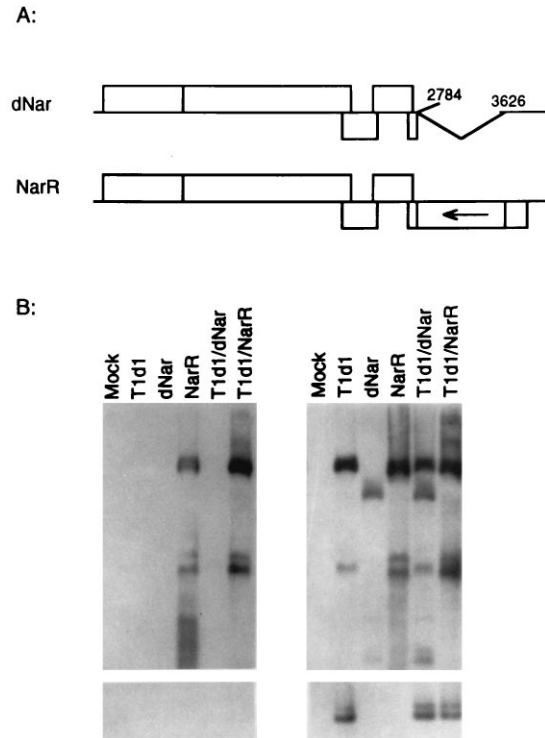 A:
dNar
2784
3626
NarR
B:
Mock
T1d1
dNar
NarR
T1d1/dNar
T1d1/NarR
Mock
T1d1
dNar
NarR
T1d1/dNar
T1d1/NarR